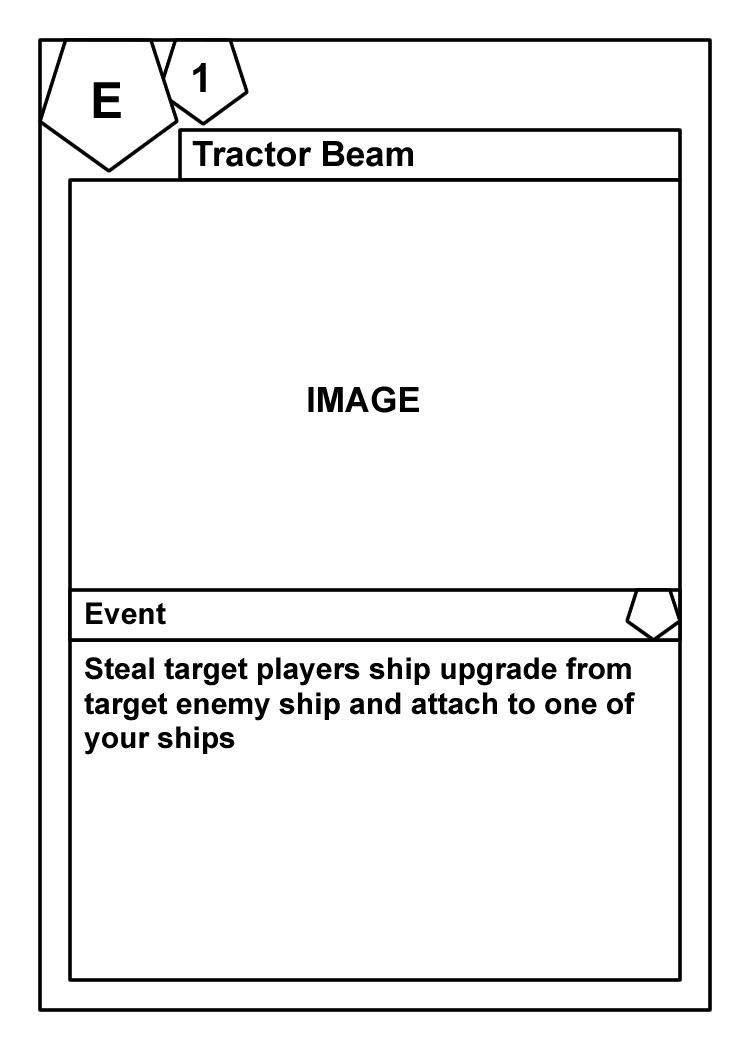 E
1
Tractor Beam
IMAGE
Event
Steal target players ship upgrade from
target enemy ship and attach to one of
your ships